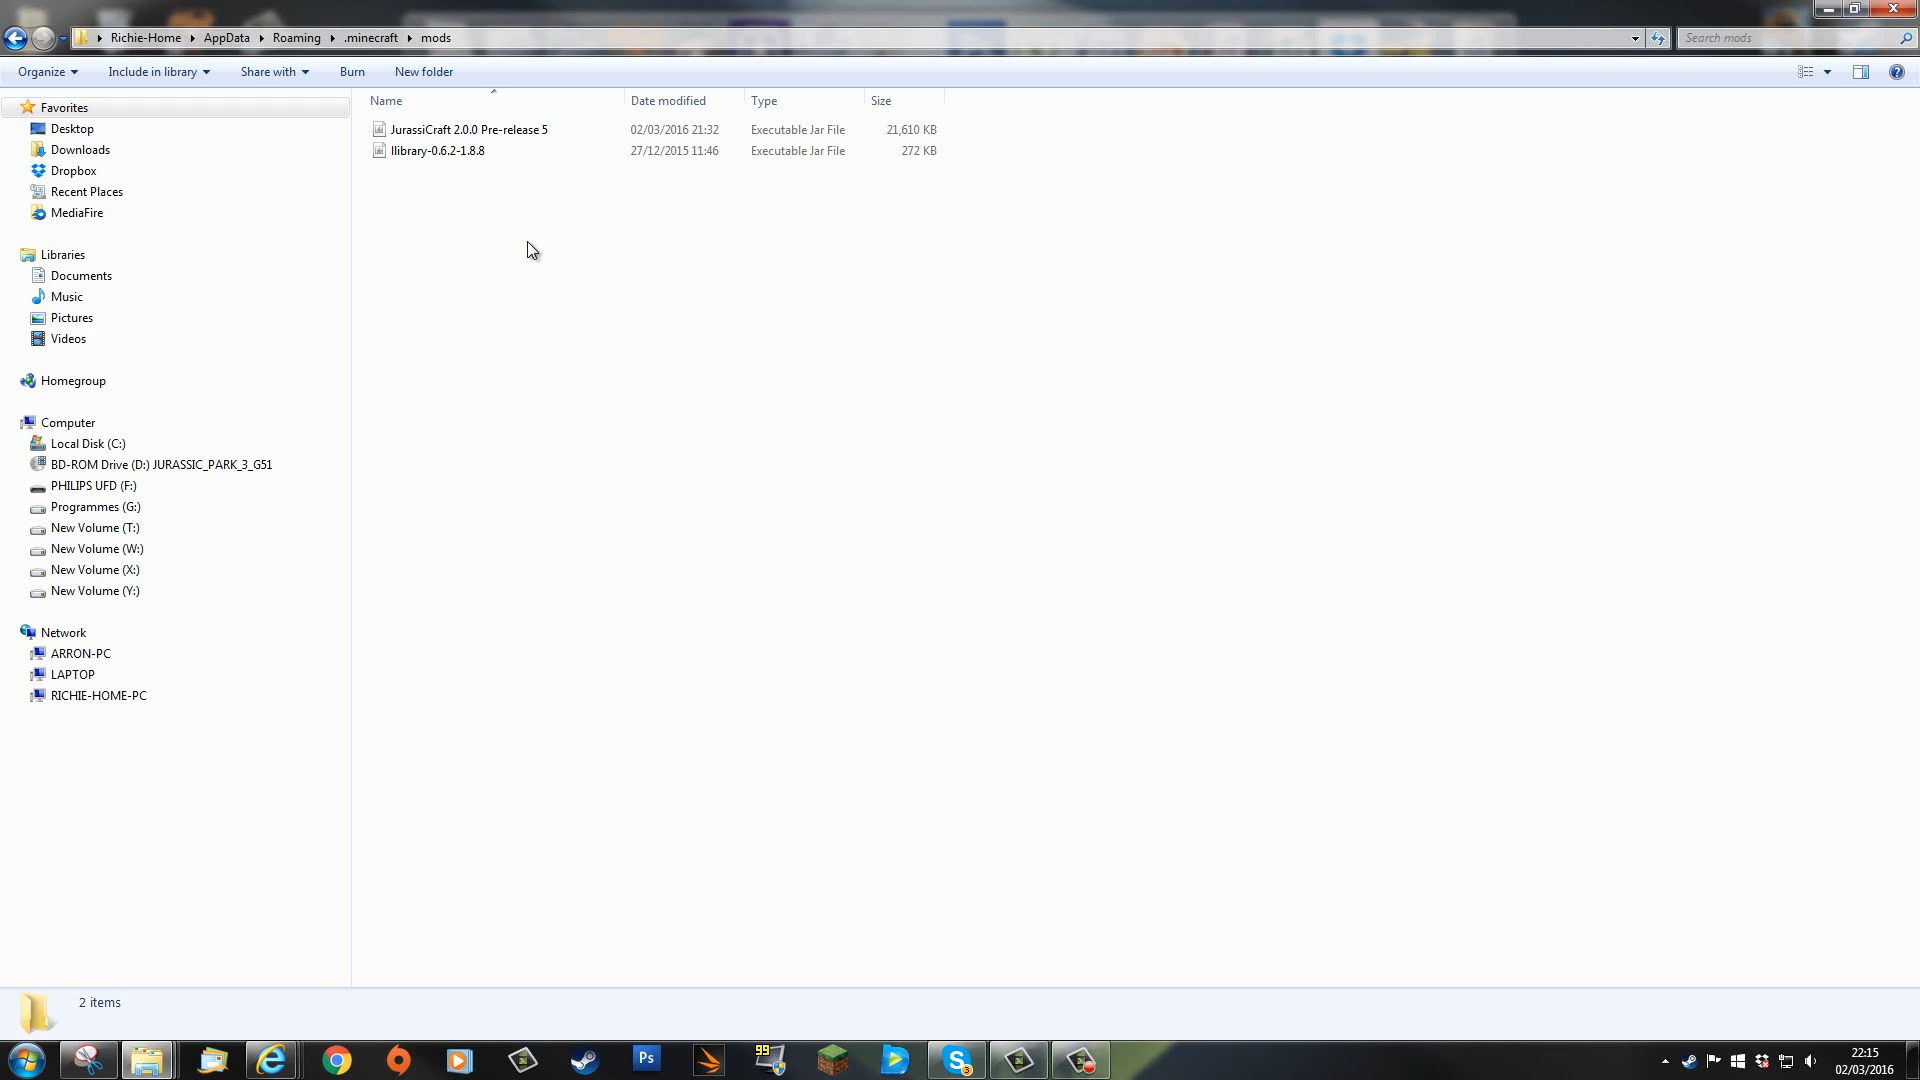 Richie-Home AppData Roaming .minecraft mods Search mods
Organize Include in library Share with Burn New folder
Name Date modified Type Size
JurassiCraft 2.0.0 Pre-release 5 02/03/2016 21:32 Executable Jar File 21,610 KB
llibrary-0.6.2-1.8.8 27/12/2015 11:46 Executable Jar File 272 KB
Favorites
Desktop
Downloads
Dropbox
Recent Places
MediaFire
Libraries
Documents
Music
Pictures
Videos
Homegroup
Computer
Local Disk (C:)
BD-ROM Drive (D:) JURASSIC_PARK_3_G51
PHILIPS UFD (F:)
Programmes (G:)
New Volume (T:)
New Volume (W:)
New Volume (X:)
New Volume (Y:)
Network
ARRON-PC
LAPTOP
RICHIE-HOME-PC
2 items
Ps
99
3
22:15
02/03/2016